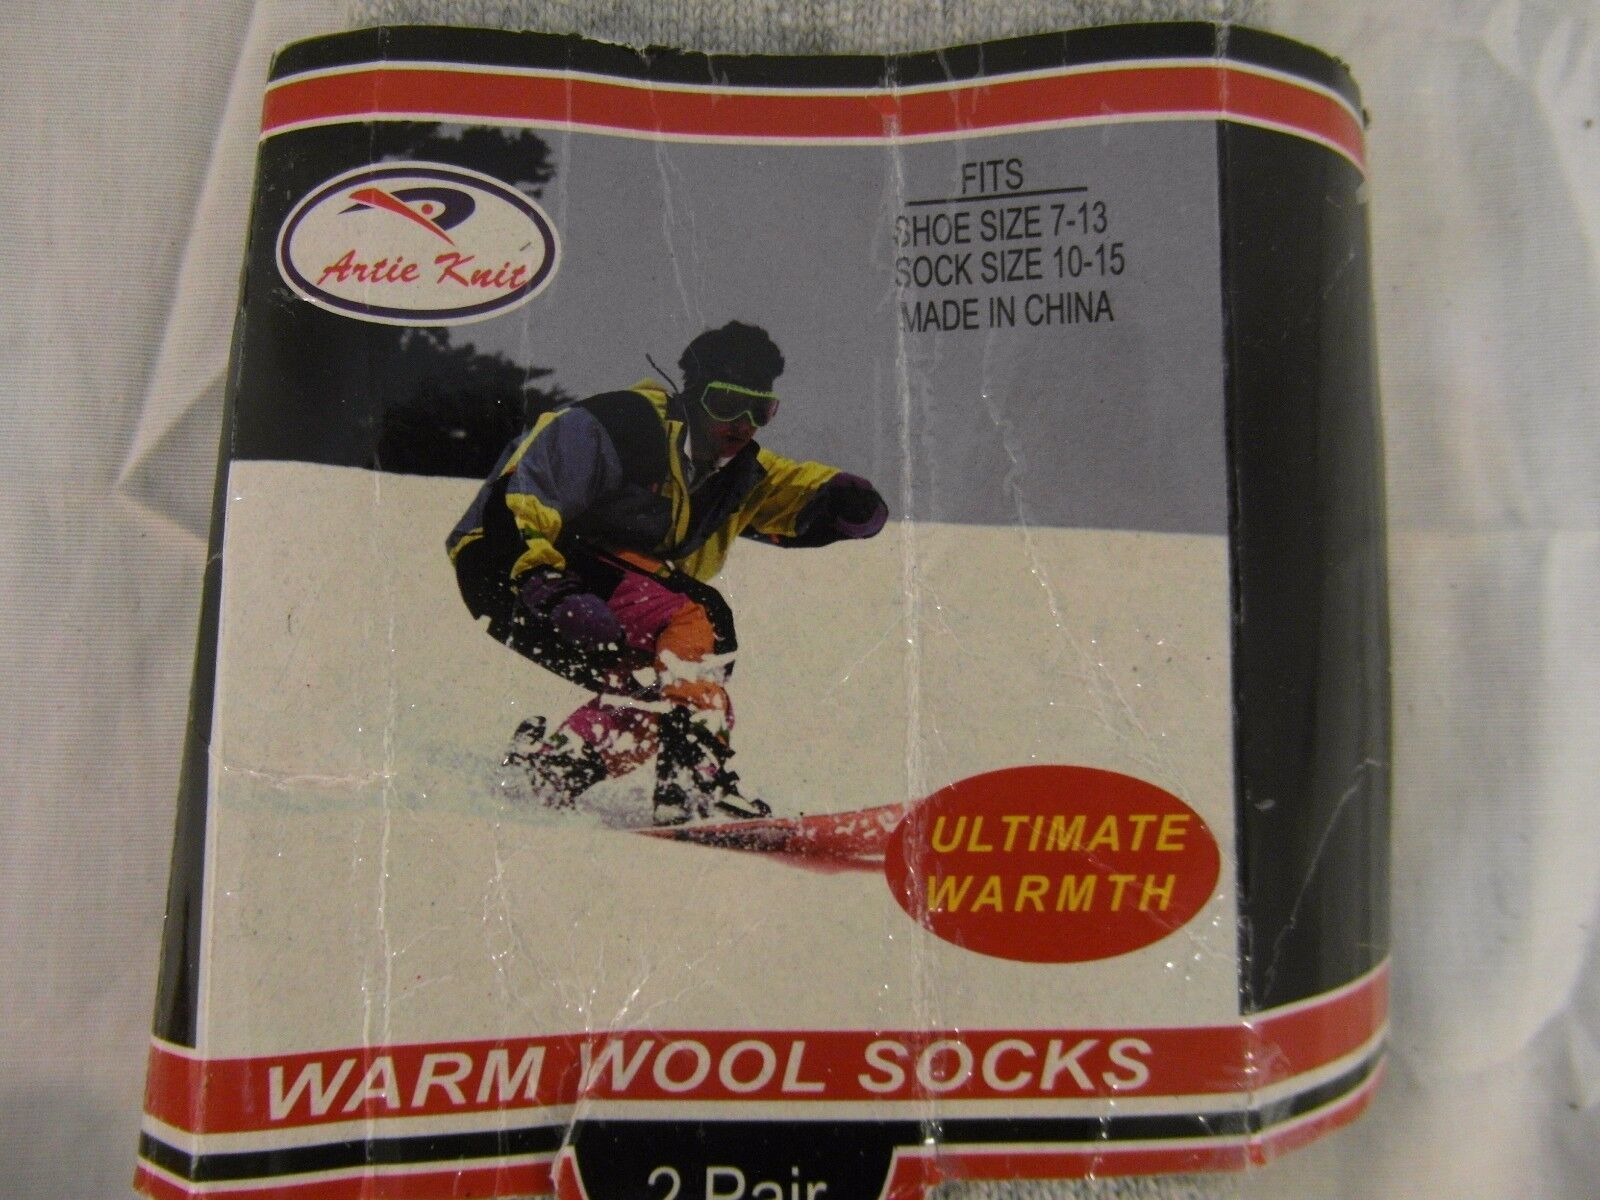 Artie Knit
FITS
SHOE SIZE 7-13
SOCK SIZE 10-15
MADE IN CHINA
ULTIMATE
WARMTH
WARM WOOL SOCKS
2 Pair